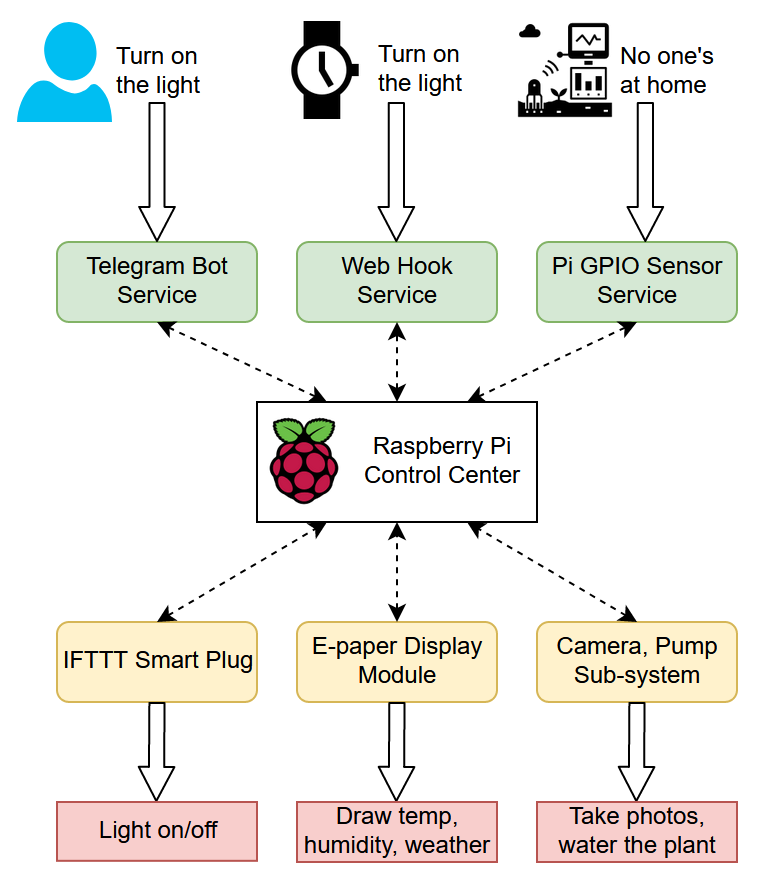 Turn on
the light
Turn on
the light
No one's
at home
Telegram Bot
Service
Web Hook
Service
Pi GPIO Sensor
Service
Raspberry Pi
Control Center
IFTTT Smart Plug
E-paper Display
Module
Camera, Pump
Sub-system
Light on/off
Draw temp,
humidity, weather
Take photos,
water the plant